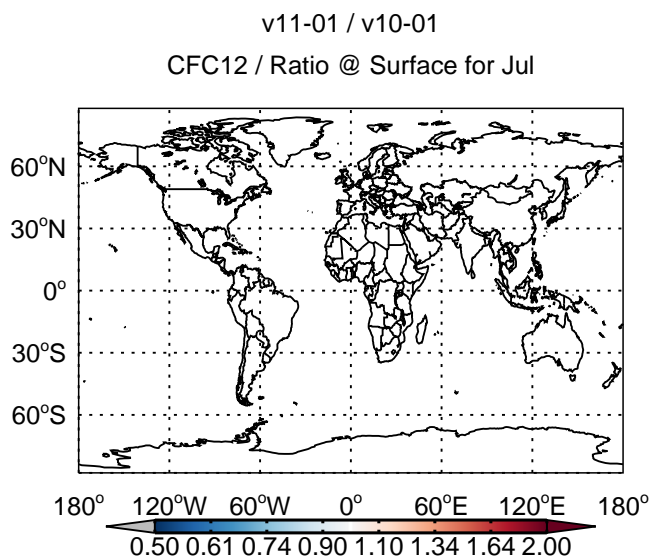 v11-01 / v10-01
CFC12 / Ratio @ Surface for Jul
60°N
30°N
0°
30°S
60°S
180° 120°W 60°W 0° 60°E 120°E 180°
0.50 0.61 0.74 0.90 1.10 1.34 1.64 2.00